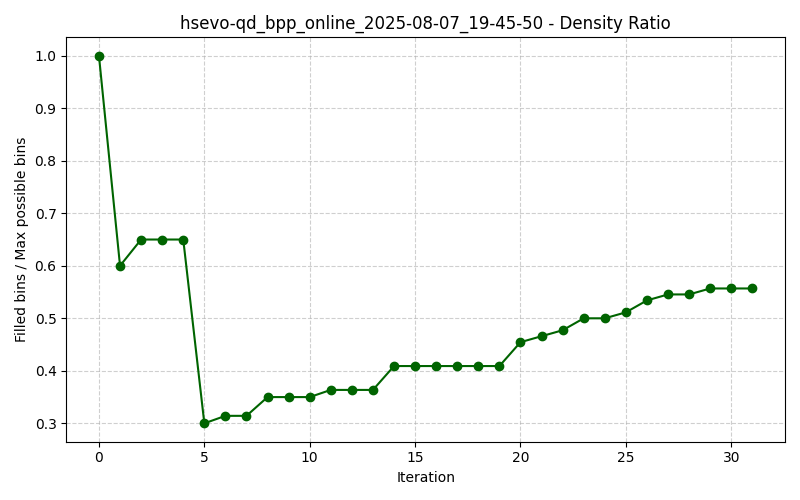 hsevo-qd_bpp_online_2025-08-07_19-45-50 - Density Ratio
Filled bins / Max possible bins
1.0
0.9
0.8
0.7
0.6
0.5
0.4
0.3
0 5 10 15 20 25 30
Iteration